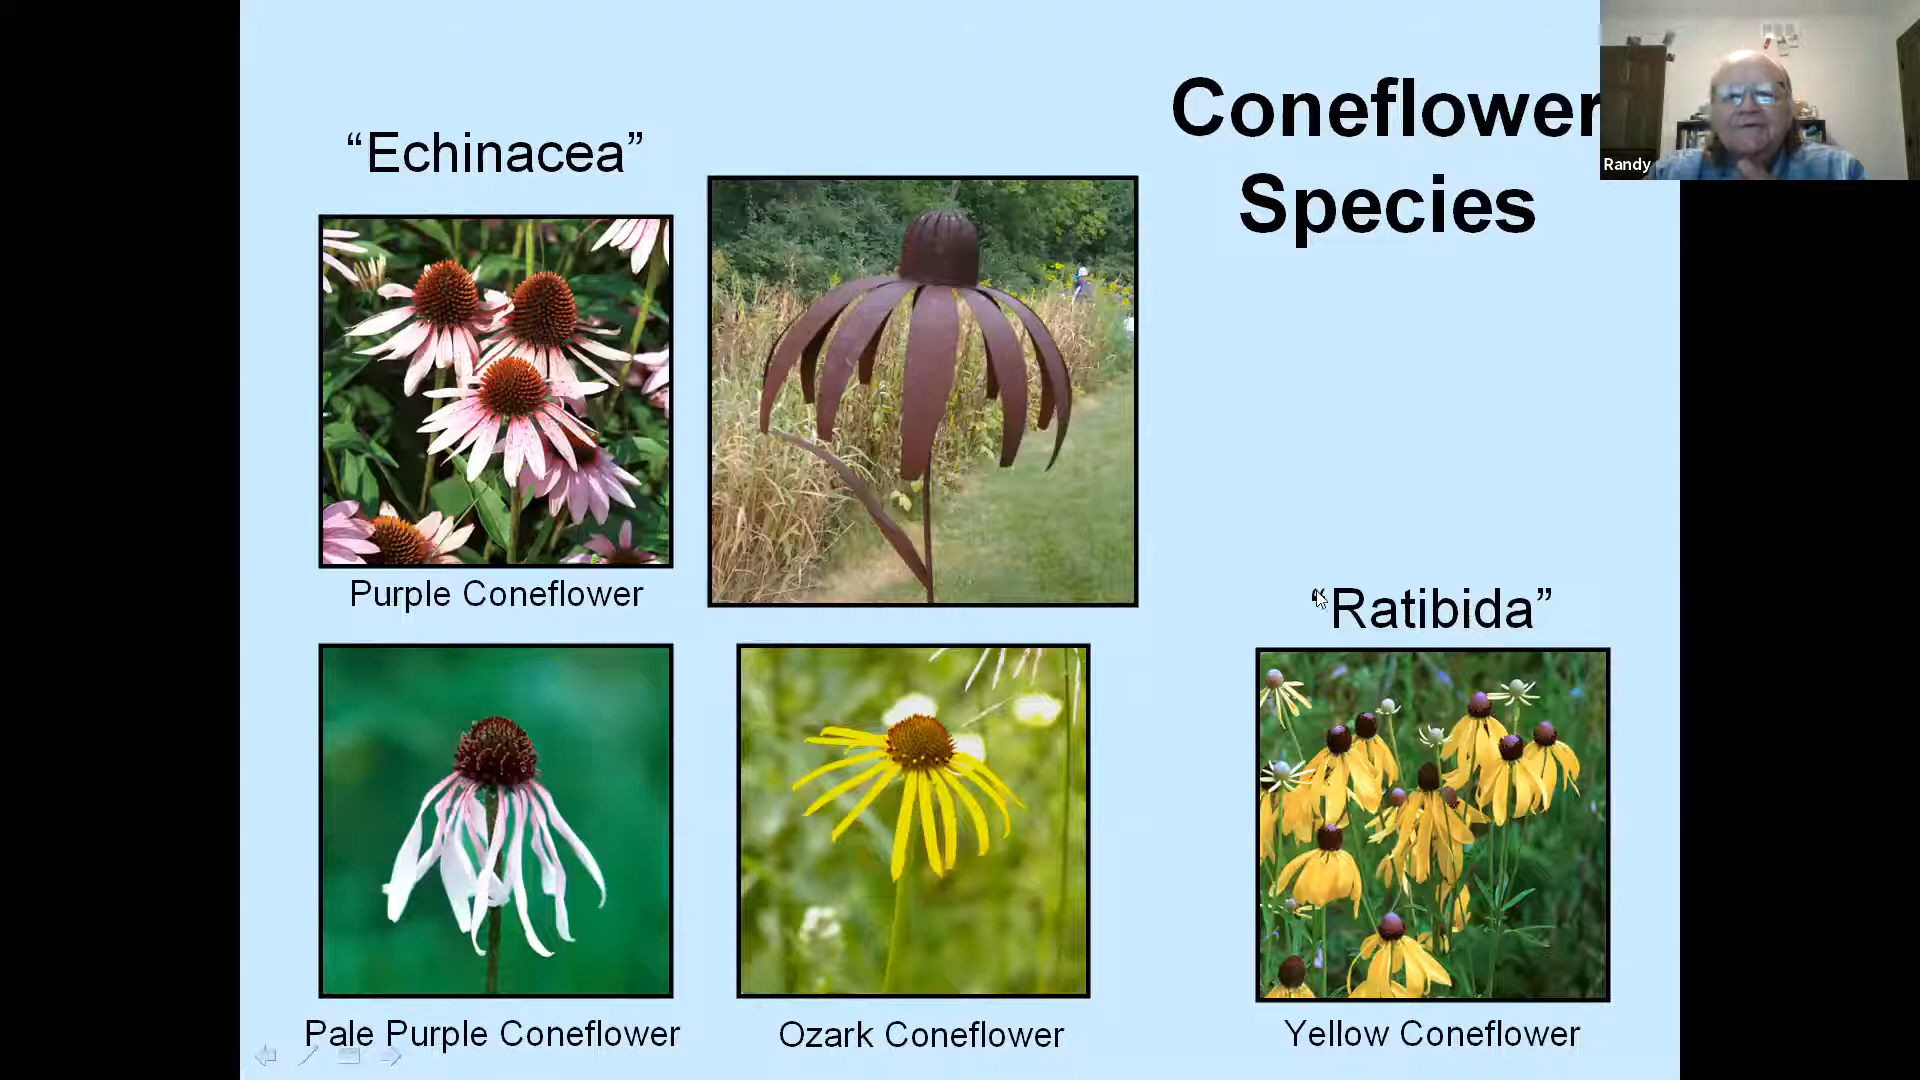 Coneflower
Species
Randy
“Echinacea”
Purple Coneflower
“Ratibida”
Pale Purple Coneflower
Ozark Coneflower
Yellow Coneflower